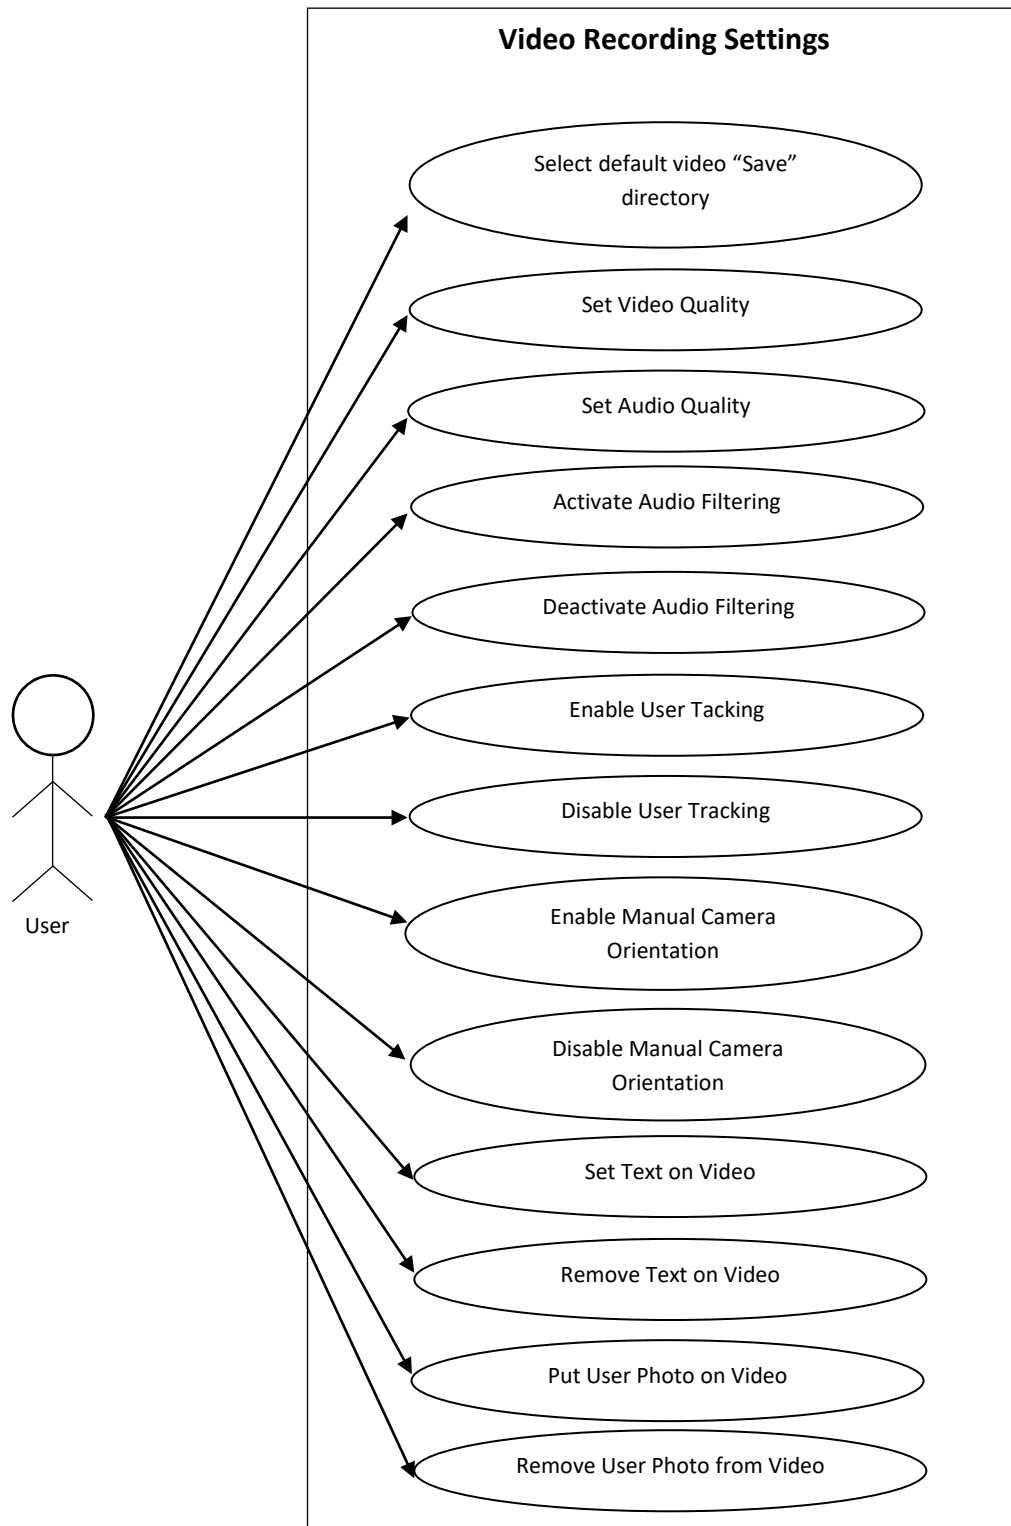 Video Recording Settings
Select default video “Save”
directory
Set Video Quality
Set Audio Quality
Activate Audio Filtering
Deactivate Audio Filtering
Enable User Tacking
Disable User Tracking
Enable Manual Camera
Orientation
User
Disable Manual Camera
Orientation
Set Text on Video
Remove Text on Video
Put User Photo on Video
Remove User Photo from Video